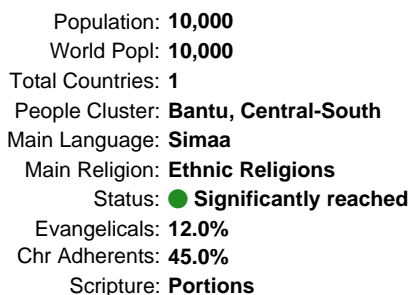 Population: 10,000
World Popl: 10,000
Total Countries: 1
People Cluster: Bantu, Central-South
Main Language: Simaa
Main Religion: Ethnic Religions
Status: Significantly reached
Evangelicals: 12.0%
Chr Adherents: 45.0%
Scripture: Portions